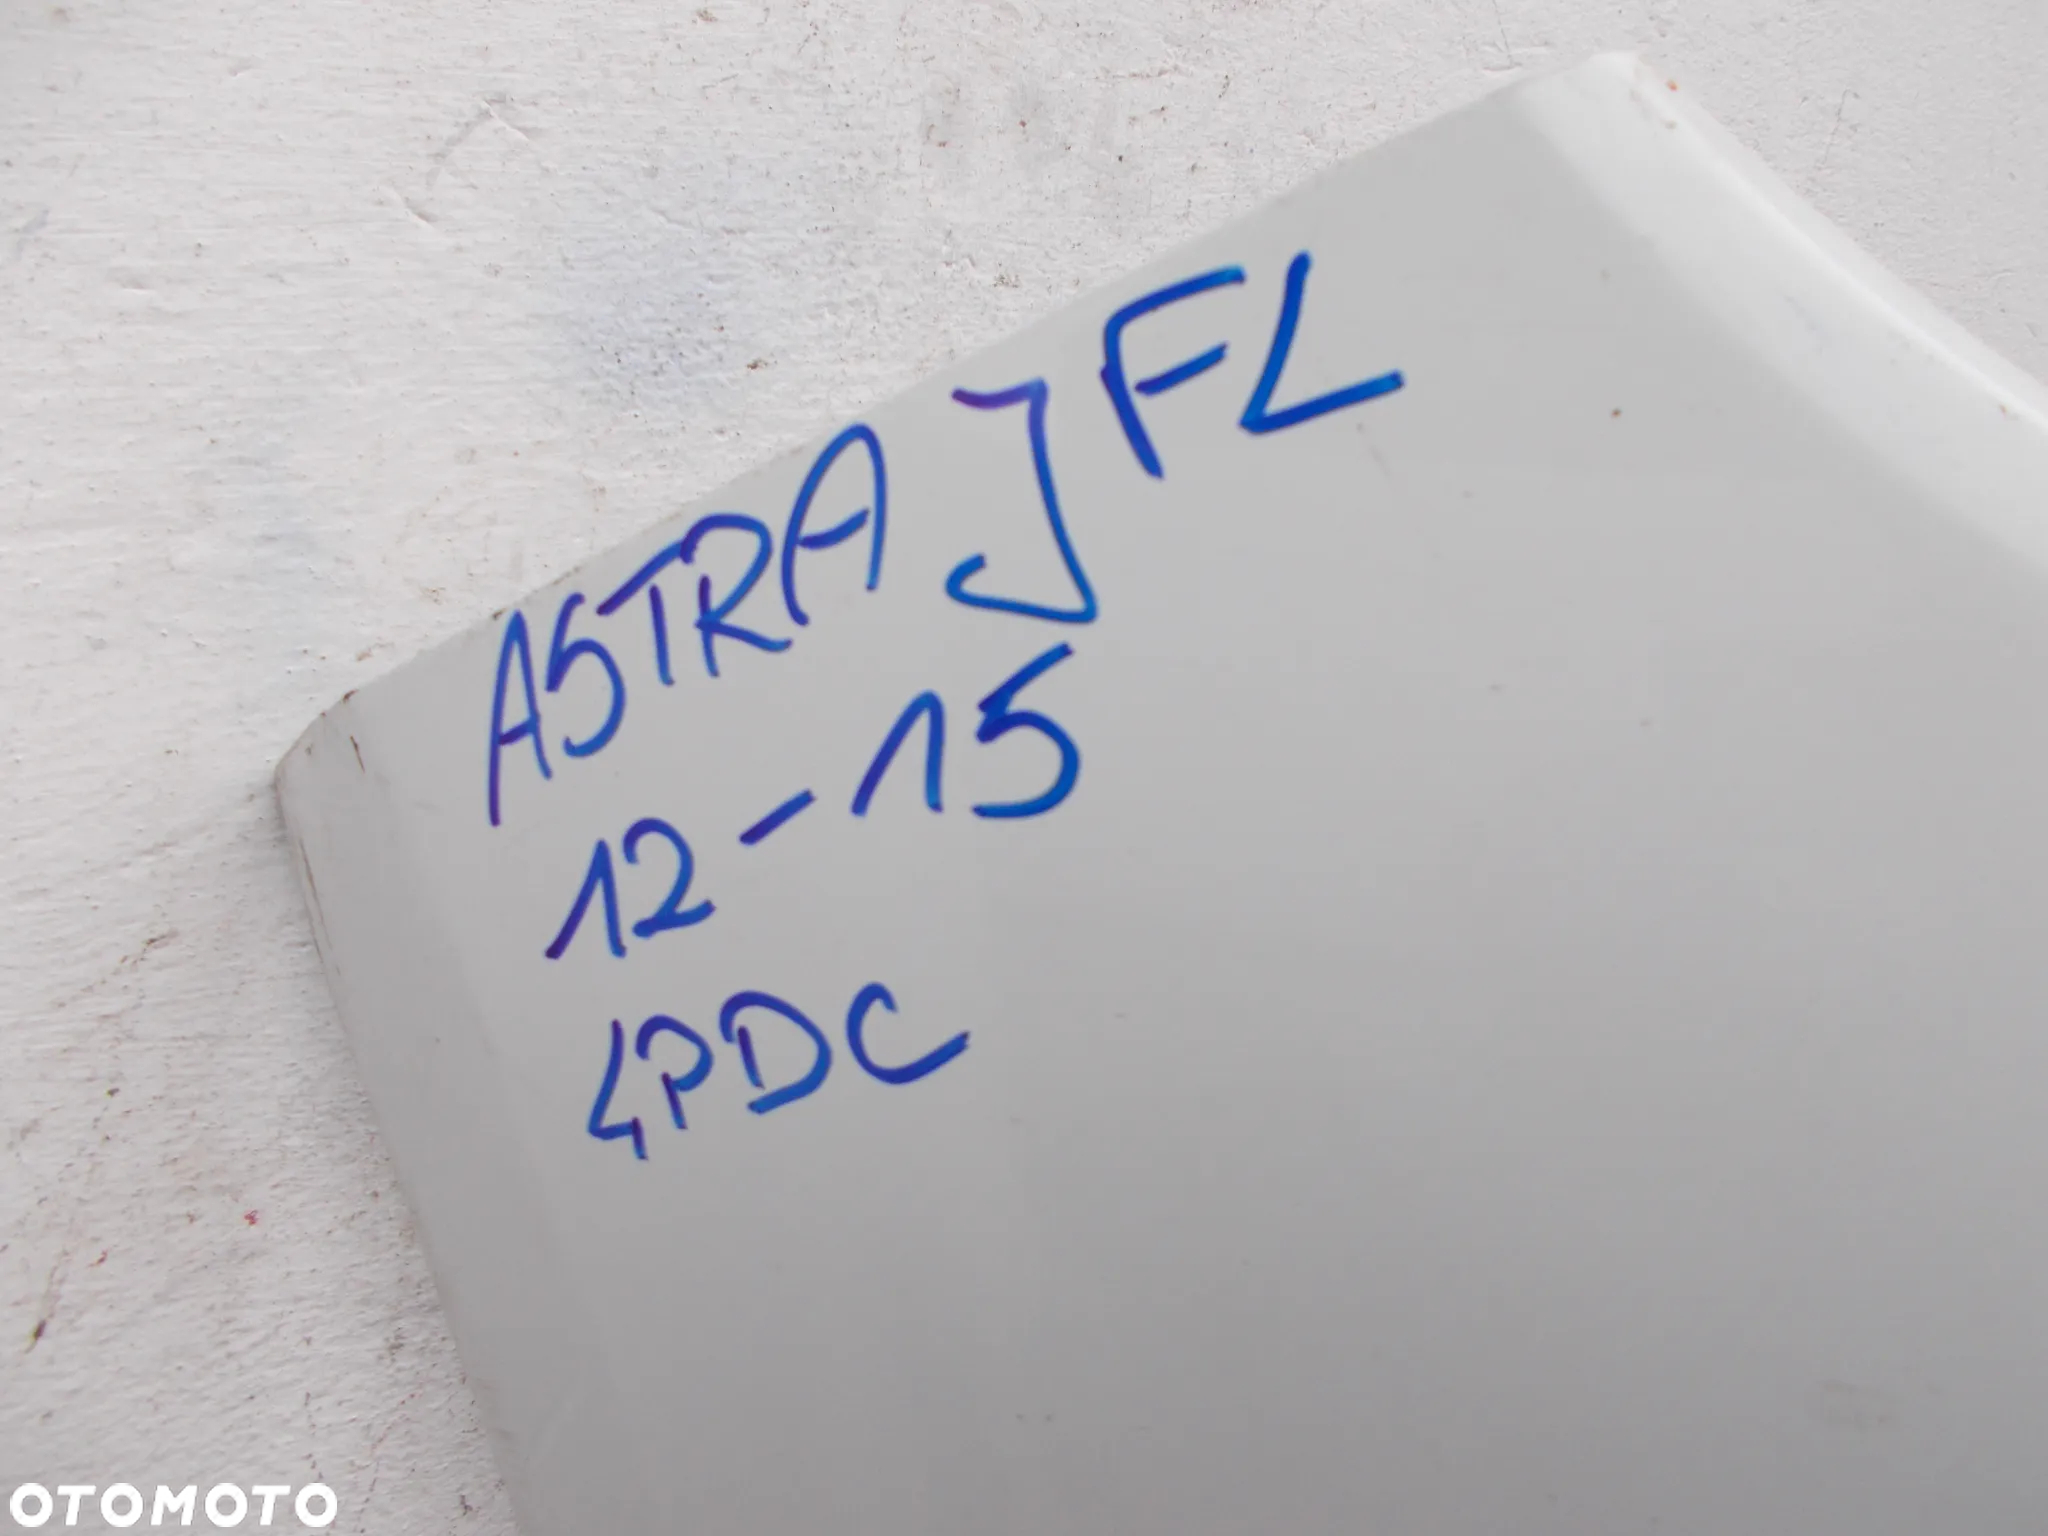 ASTRA J FL
12-15
4PDC
OTOMOTO